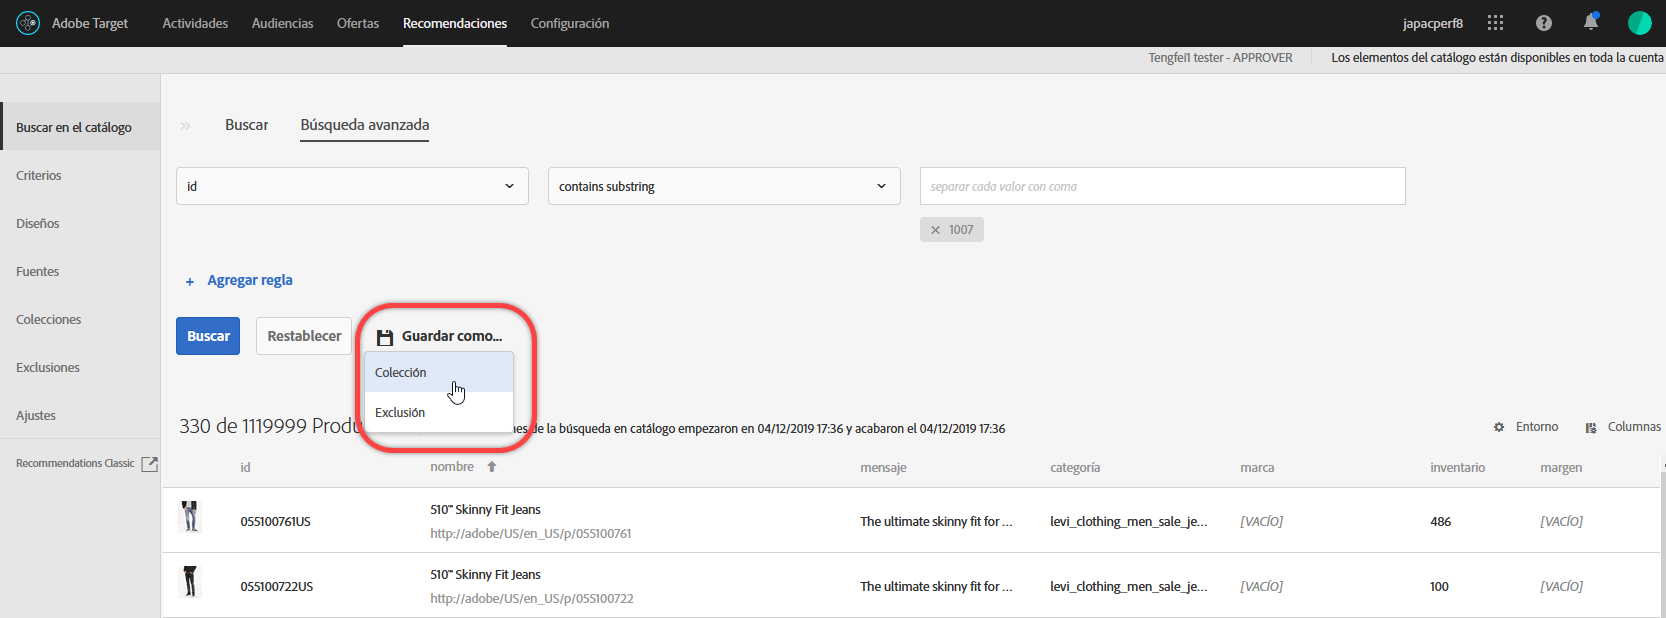 Adobe Target Actividades Audiencias Ofertas Recomendaciones Configuración japacperf8
Tengfei1 tester - APPROVER Los elementos del catálogo están disponibles en toda la cuenta
Buscar en el catálogo
Criterios
Diseños
Fuentes
Colecciones
Exclusiones
Ajustes
Recommendations Classic
Buscar Búsqueda avanzada
id contains substring separar cada valor con coma
1007
+ Agregar regla
Buscar Restablecer Guardar como...
Colección
Exclusión
330 de 1119999 de la búsqueda en catálogo empezaron en 04/12/2019 17:36 y acabaron el 04/12/2019 17:36 Entorno Columnas
id nombre mensaje categoría marca inventario margen
055100761US 510™ Skinny Fit Jeans The ultimate skinny fit for ... levi_clothing_men_sale_je... [VACÍO] 486 [VACÍO]
http://adobe/US/en_US/p/055100761
055100722US 510™ Skinny Fit Jeans The ultimate skinny fit for ... levi_clothing_men_sale_je... [VACÍO] 100 [VACÍO]
http://adobe/US/en_US/p/055100722